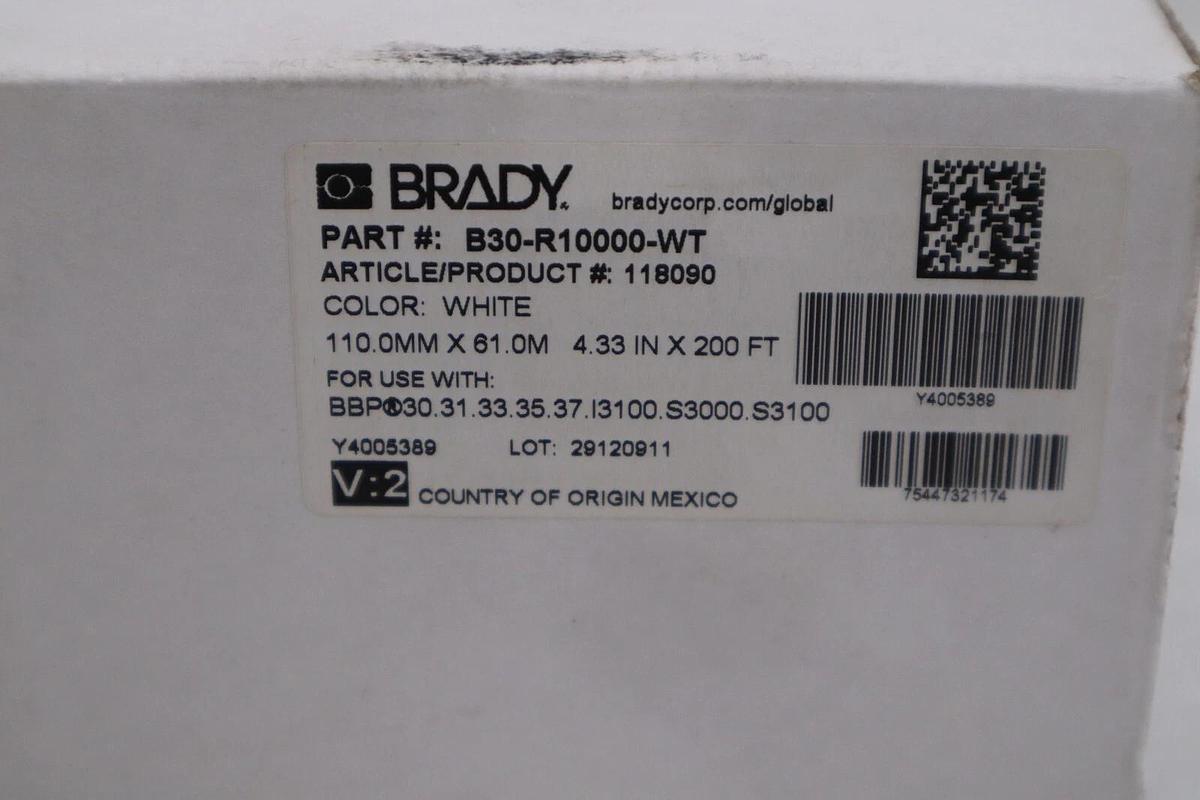 BRADY. bradycorp.com/global
PART #: B30-R10000-WT
ARTICLE/PRODUCT #: 118090
COLOR: WHITE
110.0MM X 61.0M 4.33 IN X 200 FT
FOR USE WITH:
BBP®30.31.33.35.37.I3100.S3000.S3100
Y4005389
Y4005389 LOT: 29120911
V:2 COUNTRY OF ORIGIN MEXICO
75447321174